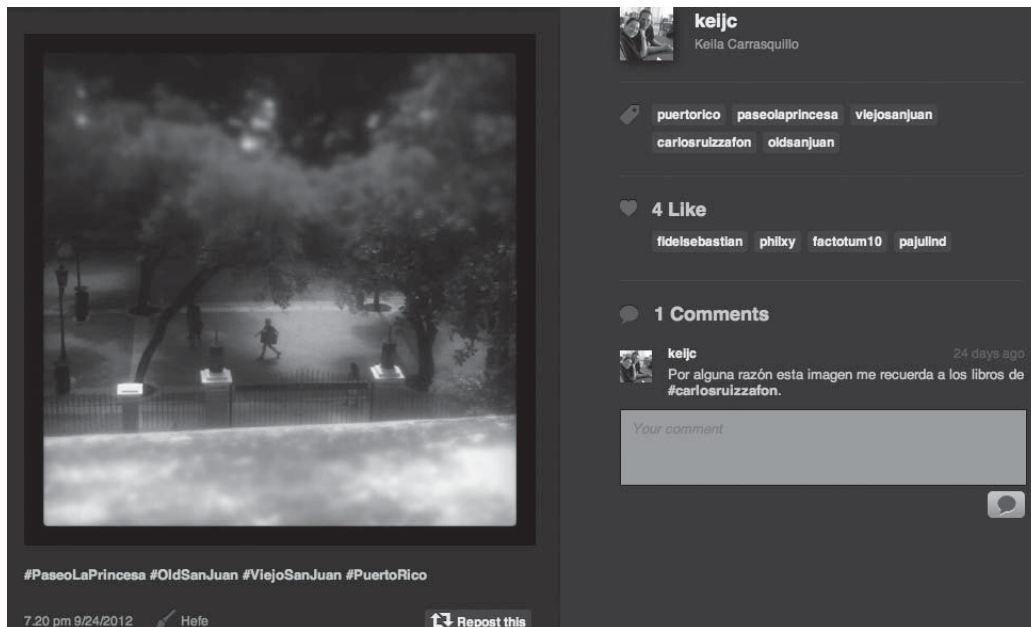 keijc
Keila Carrasquillo
puertorico paseolaprincesa viejosanjuan
carlosruizzafon oldsanjuan
4 Like
fidelsebastian philxy factotum10 pajulind
1 Comments
keijc 24 days ago
Por alguna razón esta imagen me recuerda a los libros de
#carlosruizzafon.
Your comment
#PaseoLaPrincesa #OldSanJuan #ViejoSanJuan #PuertoRico
7.20 pm 9/24/2012 Hefe Repost this